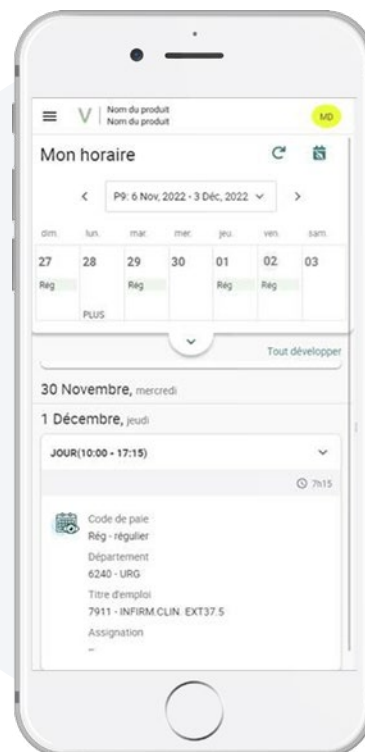 V
Nom du produit
Nom du produit
MD
Mon horaire
P9: 6 Nov, 2022 - 3 Déc, 2022
dim. lun. mar. mer. jeu. ven. sam.
27 28 29 30 01 02 03
Rég Rég Rég Rég
PLUS
Tout développer
30 Novembre, mercredi
1 Décembre, jeudi
JOUR(10:00 - 17:15)
7h15
Code de paie
Rég - régulier
Département
6240 - URG
Titre d'emploi
7911 - INFIRM.CLIN. EXT37.5
Assignation
--